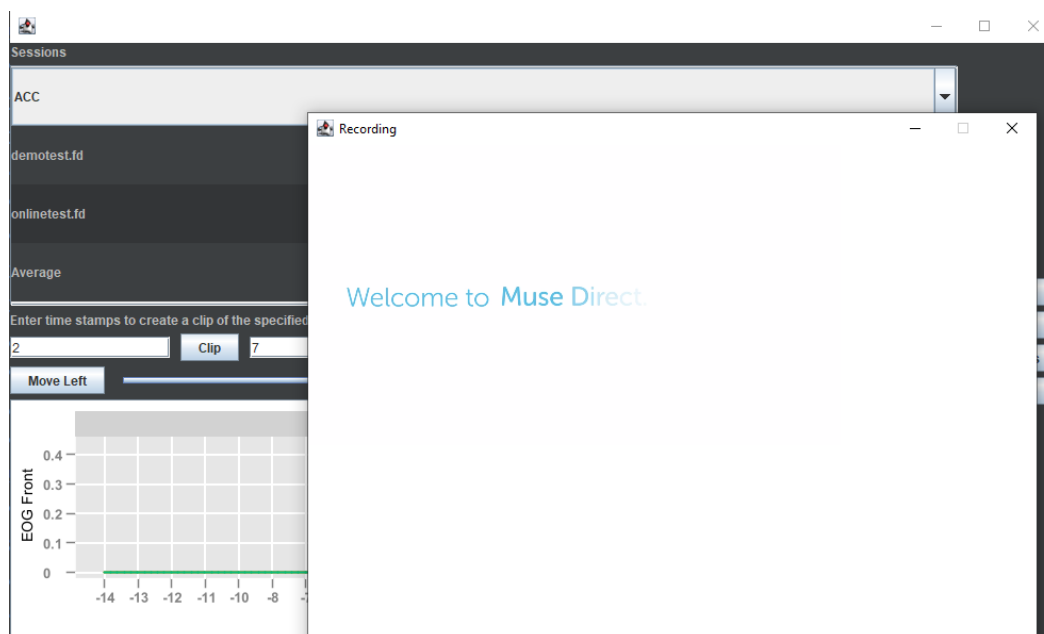 Sessions
ACC
Recording
demotest.fd
onlinetest.fd
Average
Welcome to Muse Direct.
Enter time stamps to create a clip of the specified
2 Clip 7
Move Left
EOG Front
0.4
0.3
0.2
0.1
0
-14 -13 -12 -11 -10 -8